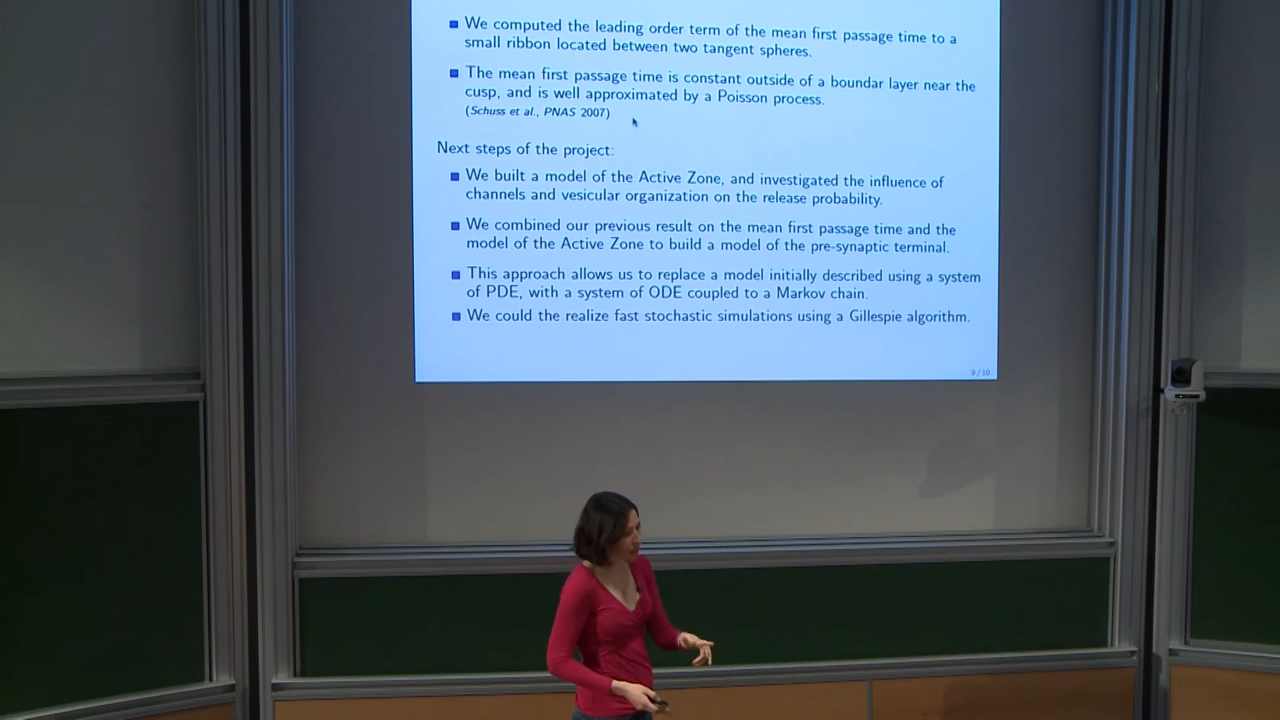 We computed the leading order term of the mean first passage time to a
small ribbon located between two tangent spheres.
The mean first passage time is constant outside of a boundar layer near the
cusp, and is well approximated by a Poisson process.
(Schuss et al., PNAS 2007)
Next steps of the project:
We built a model of the Active Zone, and investigated the influence of
channels and vesicular organization on the release probability.
We combined our previous result on the mean first passage time and the
model of the Active Zone to build a model of the pre-synaptic terminal.
This approach allows us to replace a model initially described using a system
of PDE, with a system of ODE coupled to a Markov chain.
We could the realize fast stochastic simulations using a Gillespie algorithm.
9/10